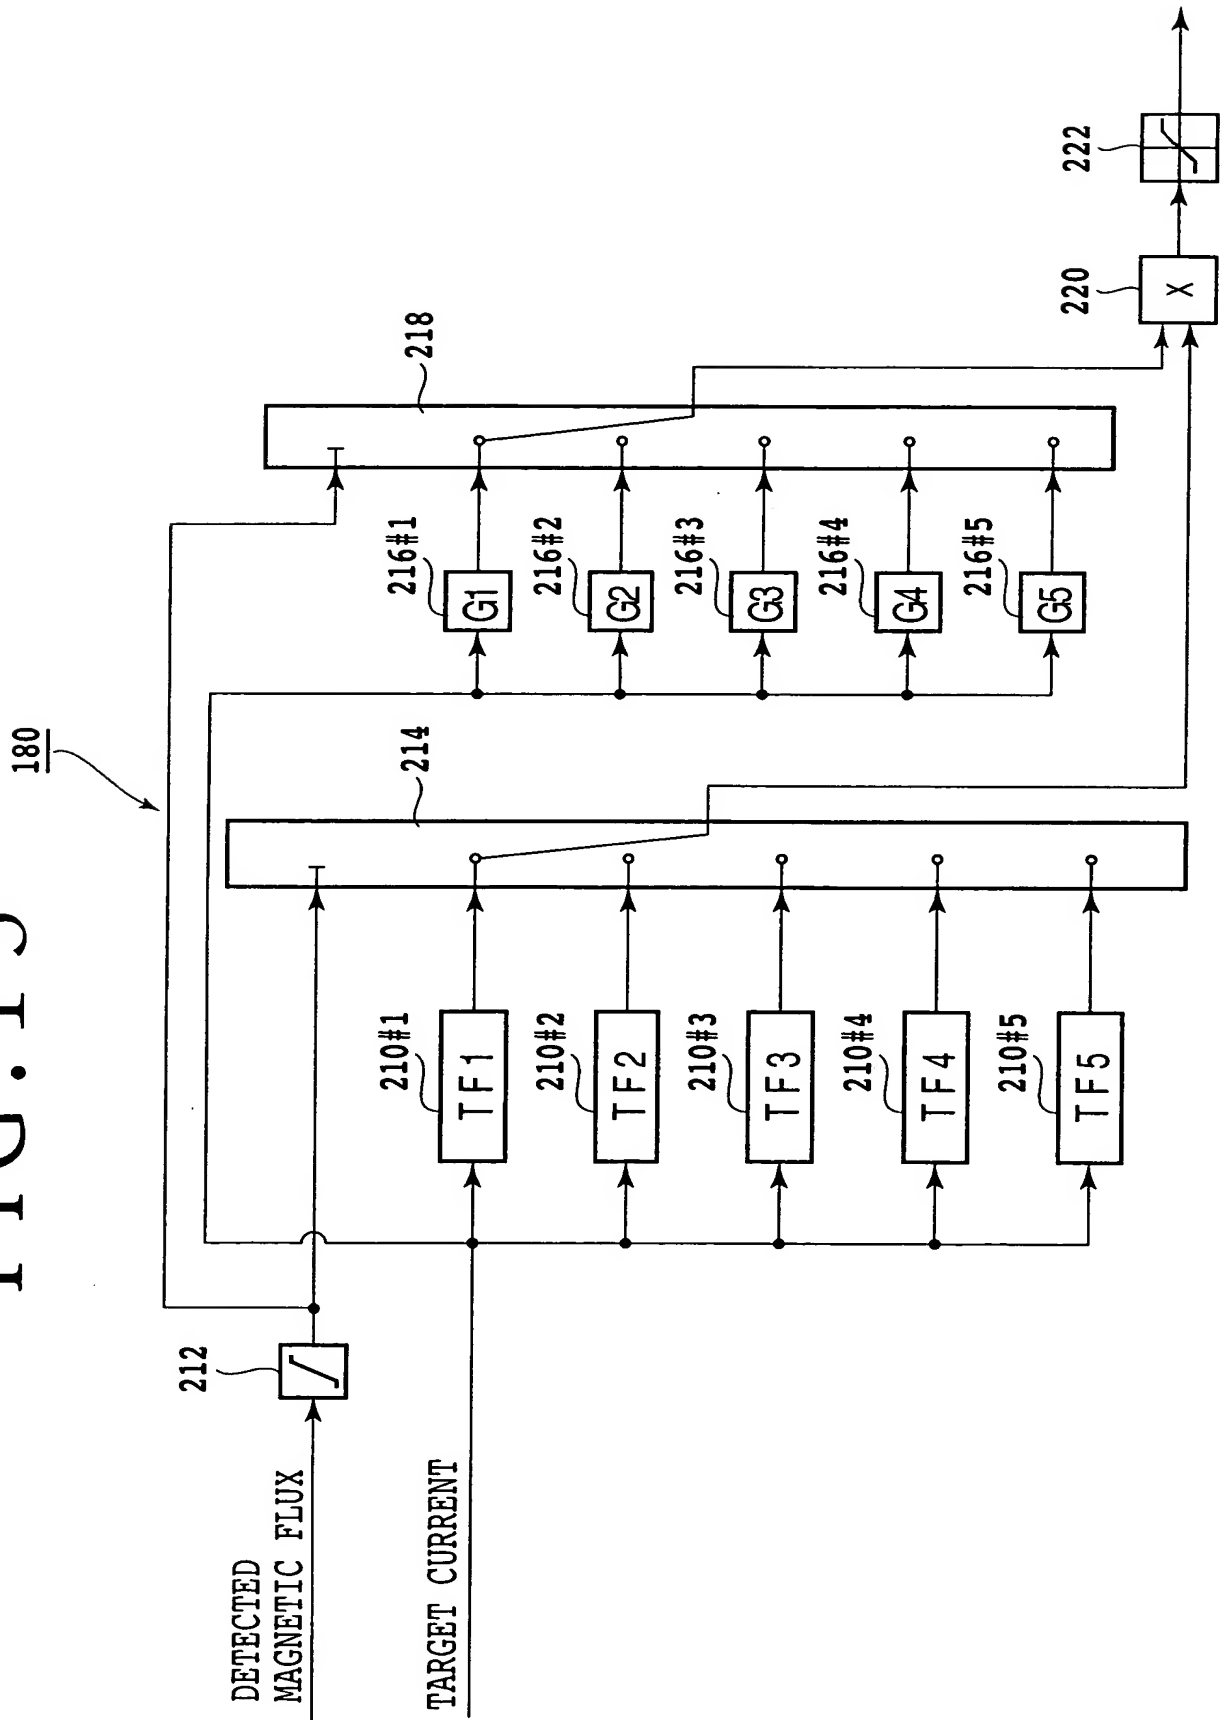 180
212
DETECTED
MAGNETIC FLUX
TARGET CURRENT
210#1
TF1
210#2
TF2
210#3
TF3
210#4
TF4
210#5
TF5
214
216#1
G1
216#2
G2
216#3
G3
216#4
G4
216#5
G5
218
220
X
222